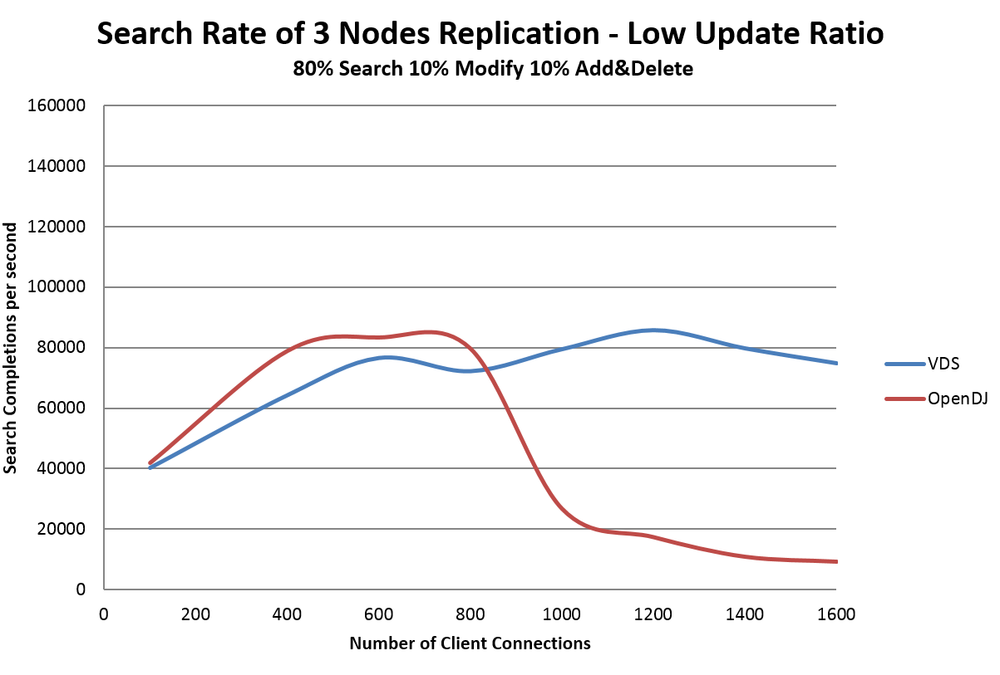 Search Rate of 3 Nodes Replication - Low Update Ratio
80% Search 10% Modify 10% Add&Delete
160000
140000
120000
100000
80000
60000
40000
20000
0
Search Completions per second
0 200 400 600 800 1000 1200 1400 1600
Number of Client Connections
VDS
OpenDJ